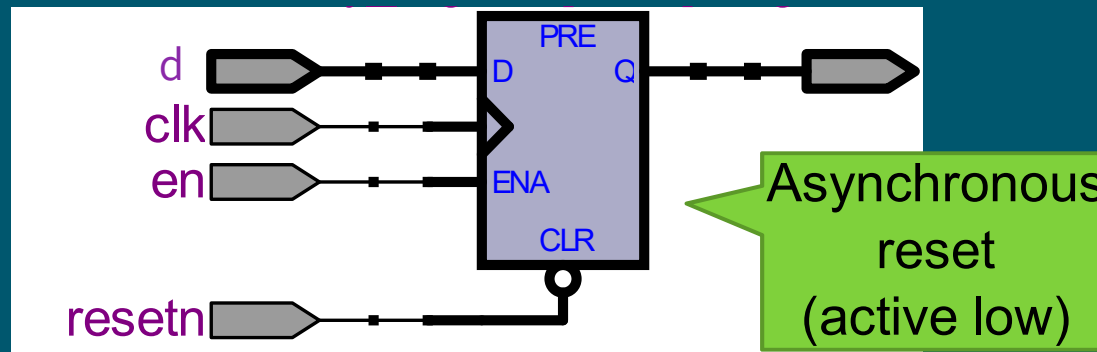 PRE
d
D
Q
clk
en
ENA
CLR
resetn
Asynchronous
reset
(active low)